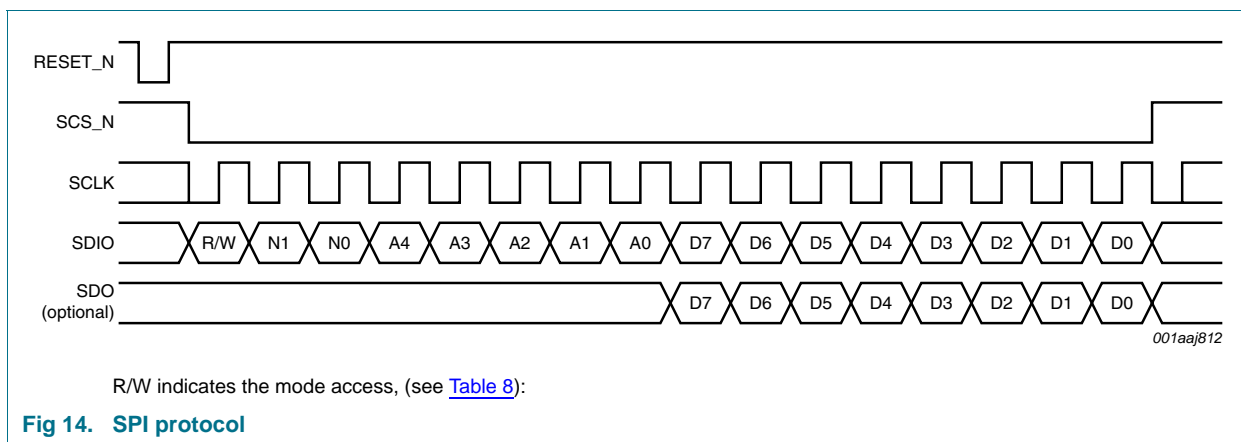 RESET_N
SCS_N
SCLK
SDIO R/W N1 N0 A4 A3 A2 A1 A0 D7 D6 D5 D4 D3 D2 D1 D0
SDO
(optional)
D7 D6 D5 D4 D3 D2 D1 D0
001aaj812
R/W indicates the mode access, (see Table 8):
Fig 14. SPI protocol